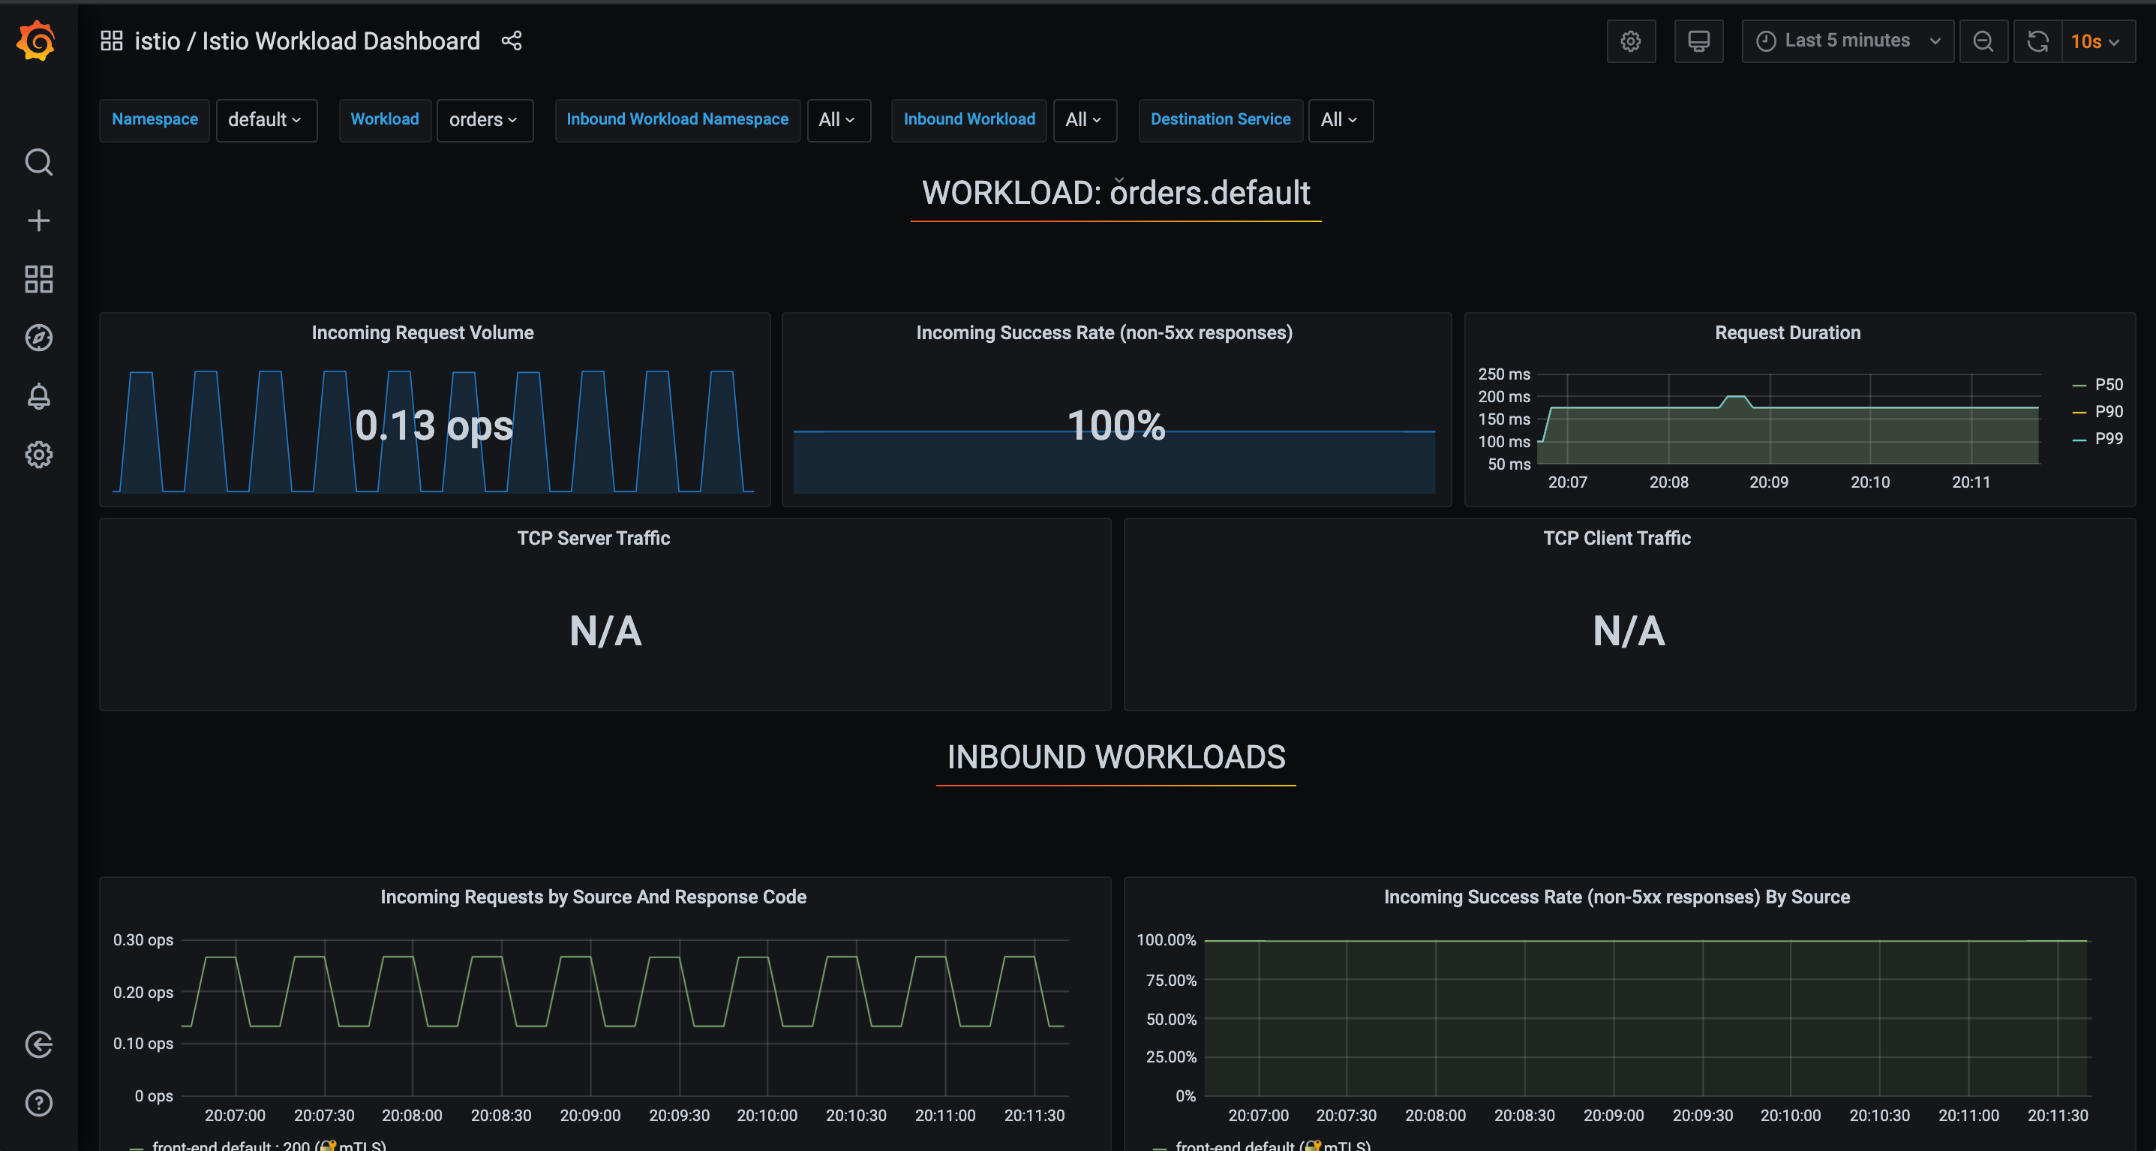 istio / Istio Workload Dashboard
Last 5 minutes
10s
Namespace default Workload orders Inbound Workload Namespace All Inbound Workload All Destination Service All
WORKLOAD: orders.default
Incoming Request Volume
0.13 ops
Incoming Success Rate (non-5xx responses)
100%
Request Duration
250 ms
200 ms
150 ms
100 ms
50 ms
20:07 20:08 20:09 20:10 20:11
P50
P90
P99
TCP Server Traffic
N/A
TCP Client Traffic
N/A
INBOUND WORKLOADS
Incoming Requests by Source And Response Code
0.30 ops
0.20 ops
0.10 ops
0 ops
20:07:00 20:07:30 20:08:00 20:08:30 20:09:00 20:09:30 20:10:00 20:10:30 20:11:00 20:11:30
front-end.default : 200 (🔐mTLS)
Incoming Success Rate (non-5xx responses) By Source
100.00%
75.00%
50.00%
25.00%
0%
20:07:00 20:07:30 20:08:00 20:08:30 20:09:00 20:09:30 20:10:00 20:10:30 20:11:00 20:11:30
front-end.default (🔐mTLS)